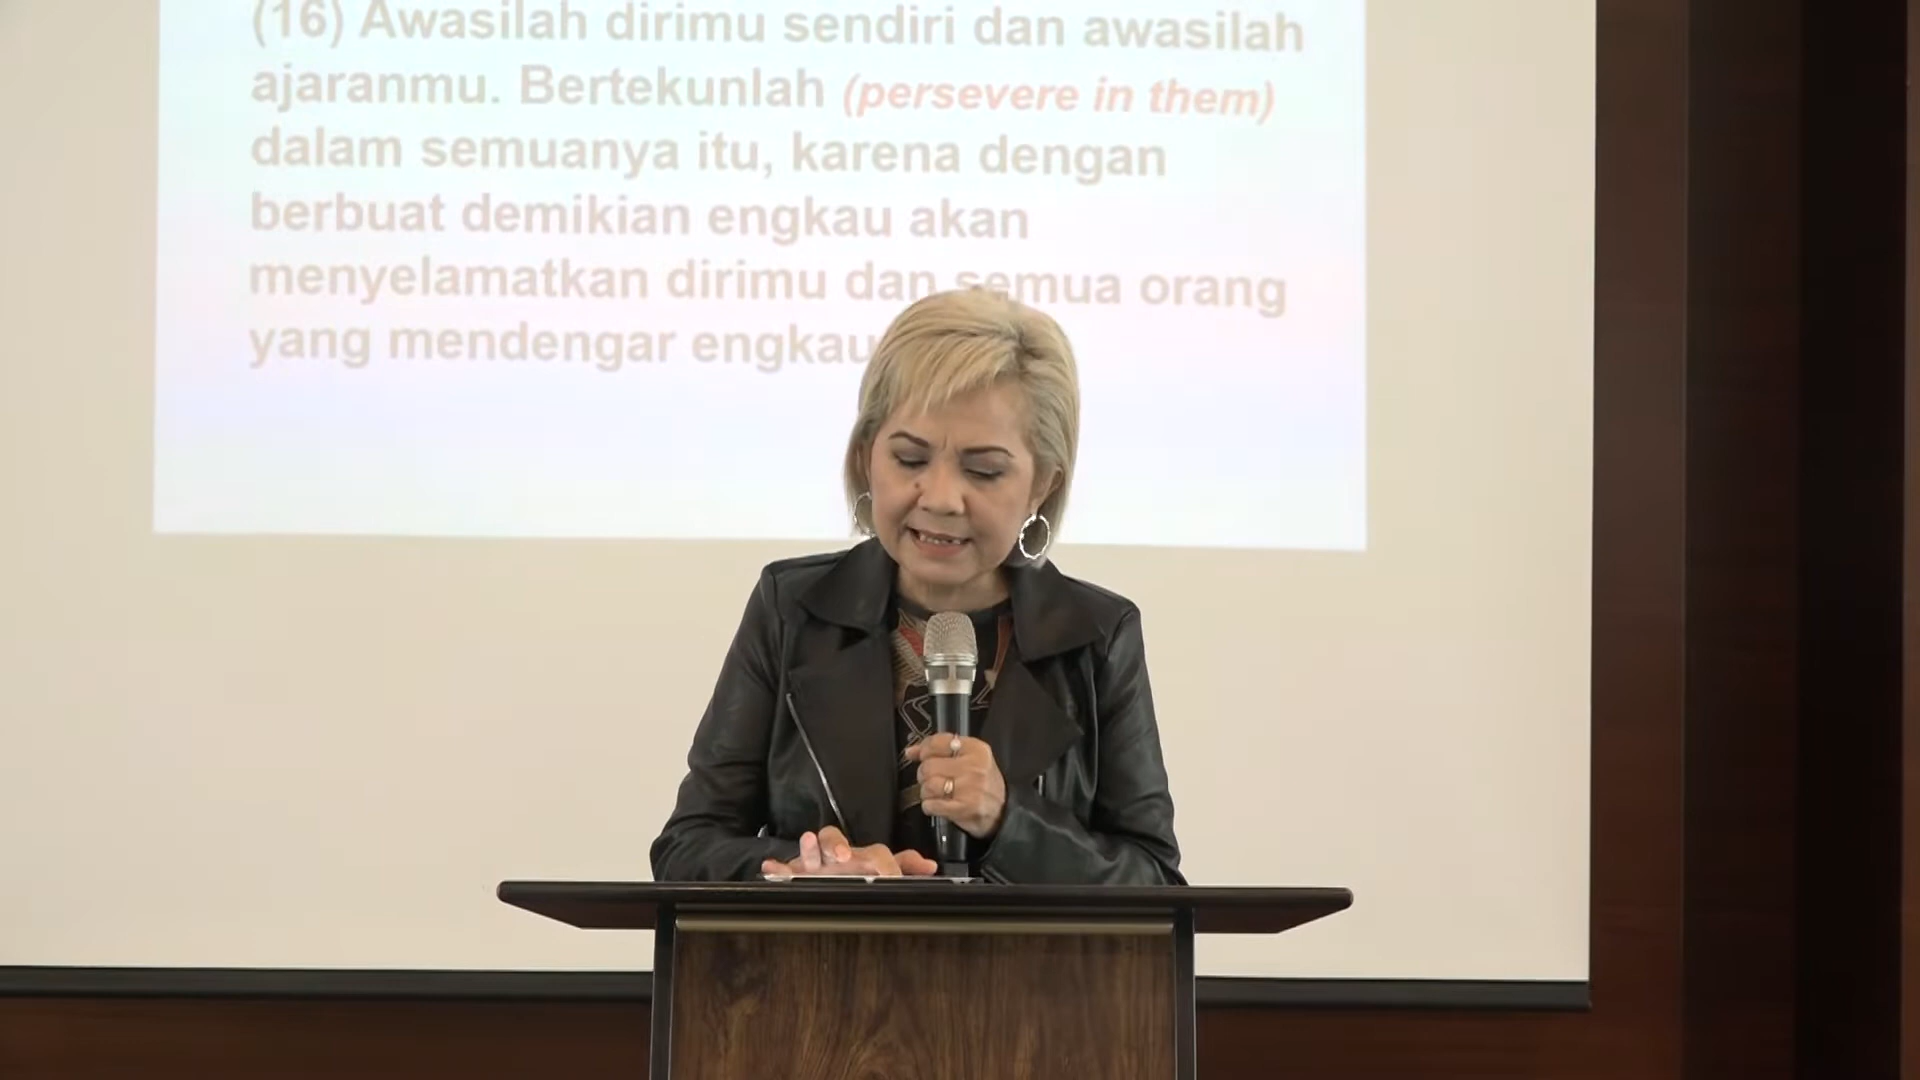 (16) Awasilah dirimu sendiri dan awasilah
ajaranmu. Bertekunlah (persevere in them)
dalam semuanya itu, karena dengan
berbuat demikian engkau akan
menyelamatkan dirimu dan semua orang
yang mendengar engkau